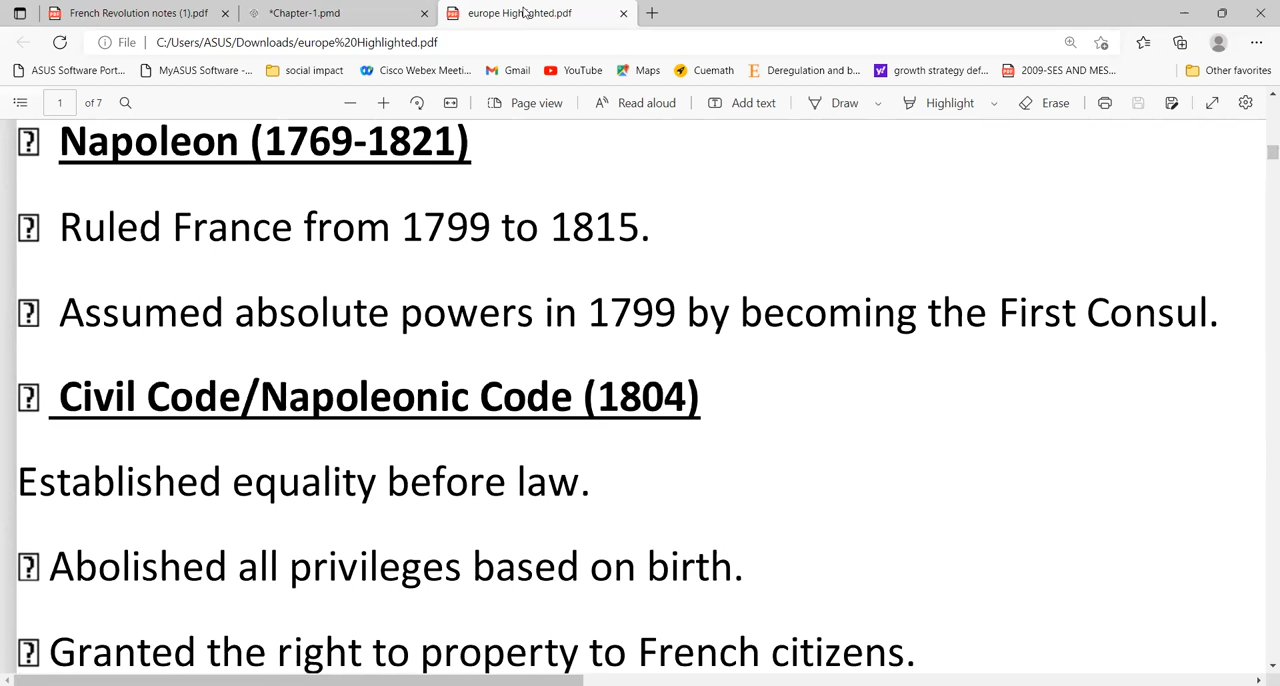 French Revolution notes (1).pdf
*Chapter-1.pmd
europe Highlighted.pdf
File C:/Users/ASUS/Downloads/europe%20Highlighted.pdf
ASUS Software Port... MyASUS Software -... social impact Cisco Webex Meeti... Gmail YouTube Maps Cuemath Deregulation and b... growth strategy def... 2009-SES AND MES... Other favorites
1 of 7 Page view Read aloud Add text Draw Highlight Erase
Napoleon (1769-1821)
Ruled France from 1799 to 1815.
Assumed absolute powers in 1799 by becoming the First Consul.
Civil Code/Napoleonic Code (1804)
Established equality before law.
Abolished all privileges based on birth.
Granted the right to property to French citizens.